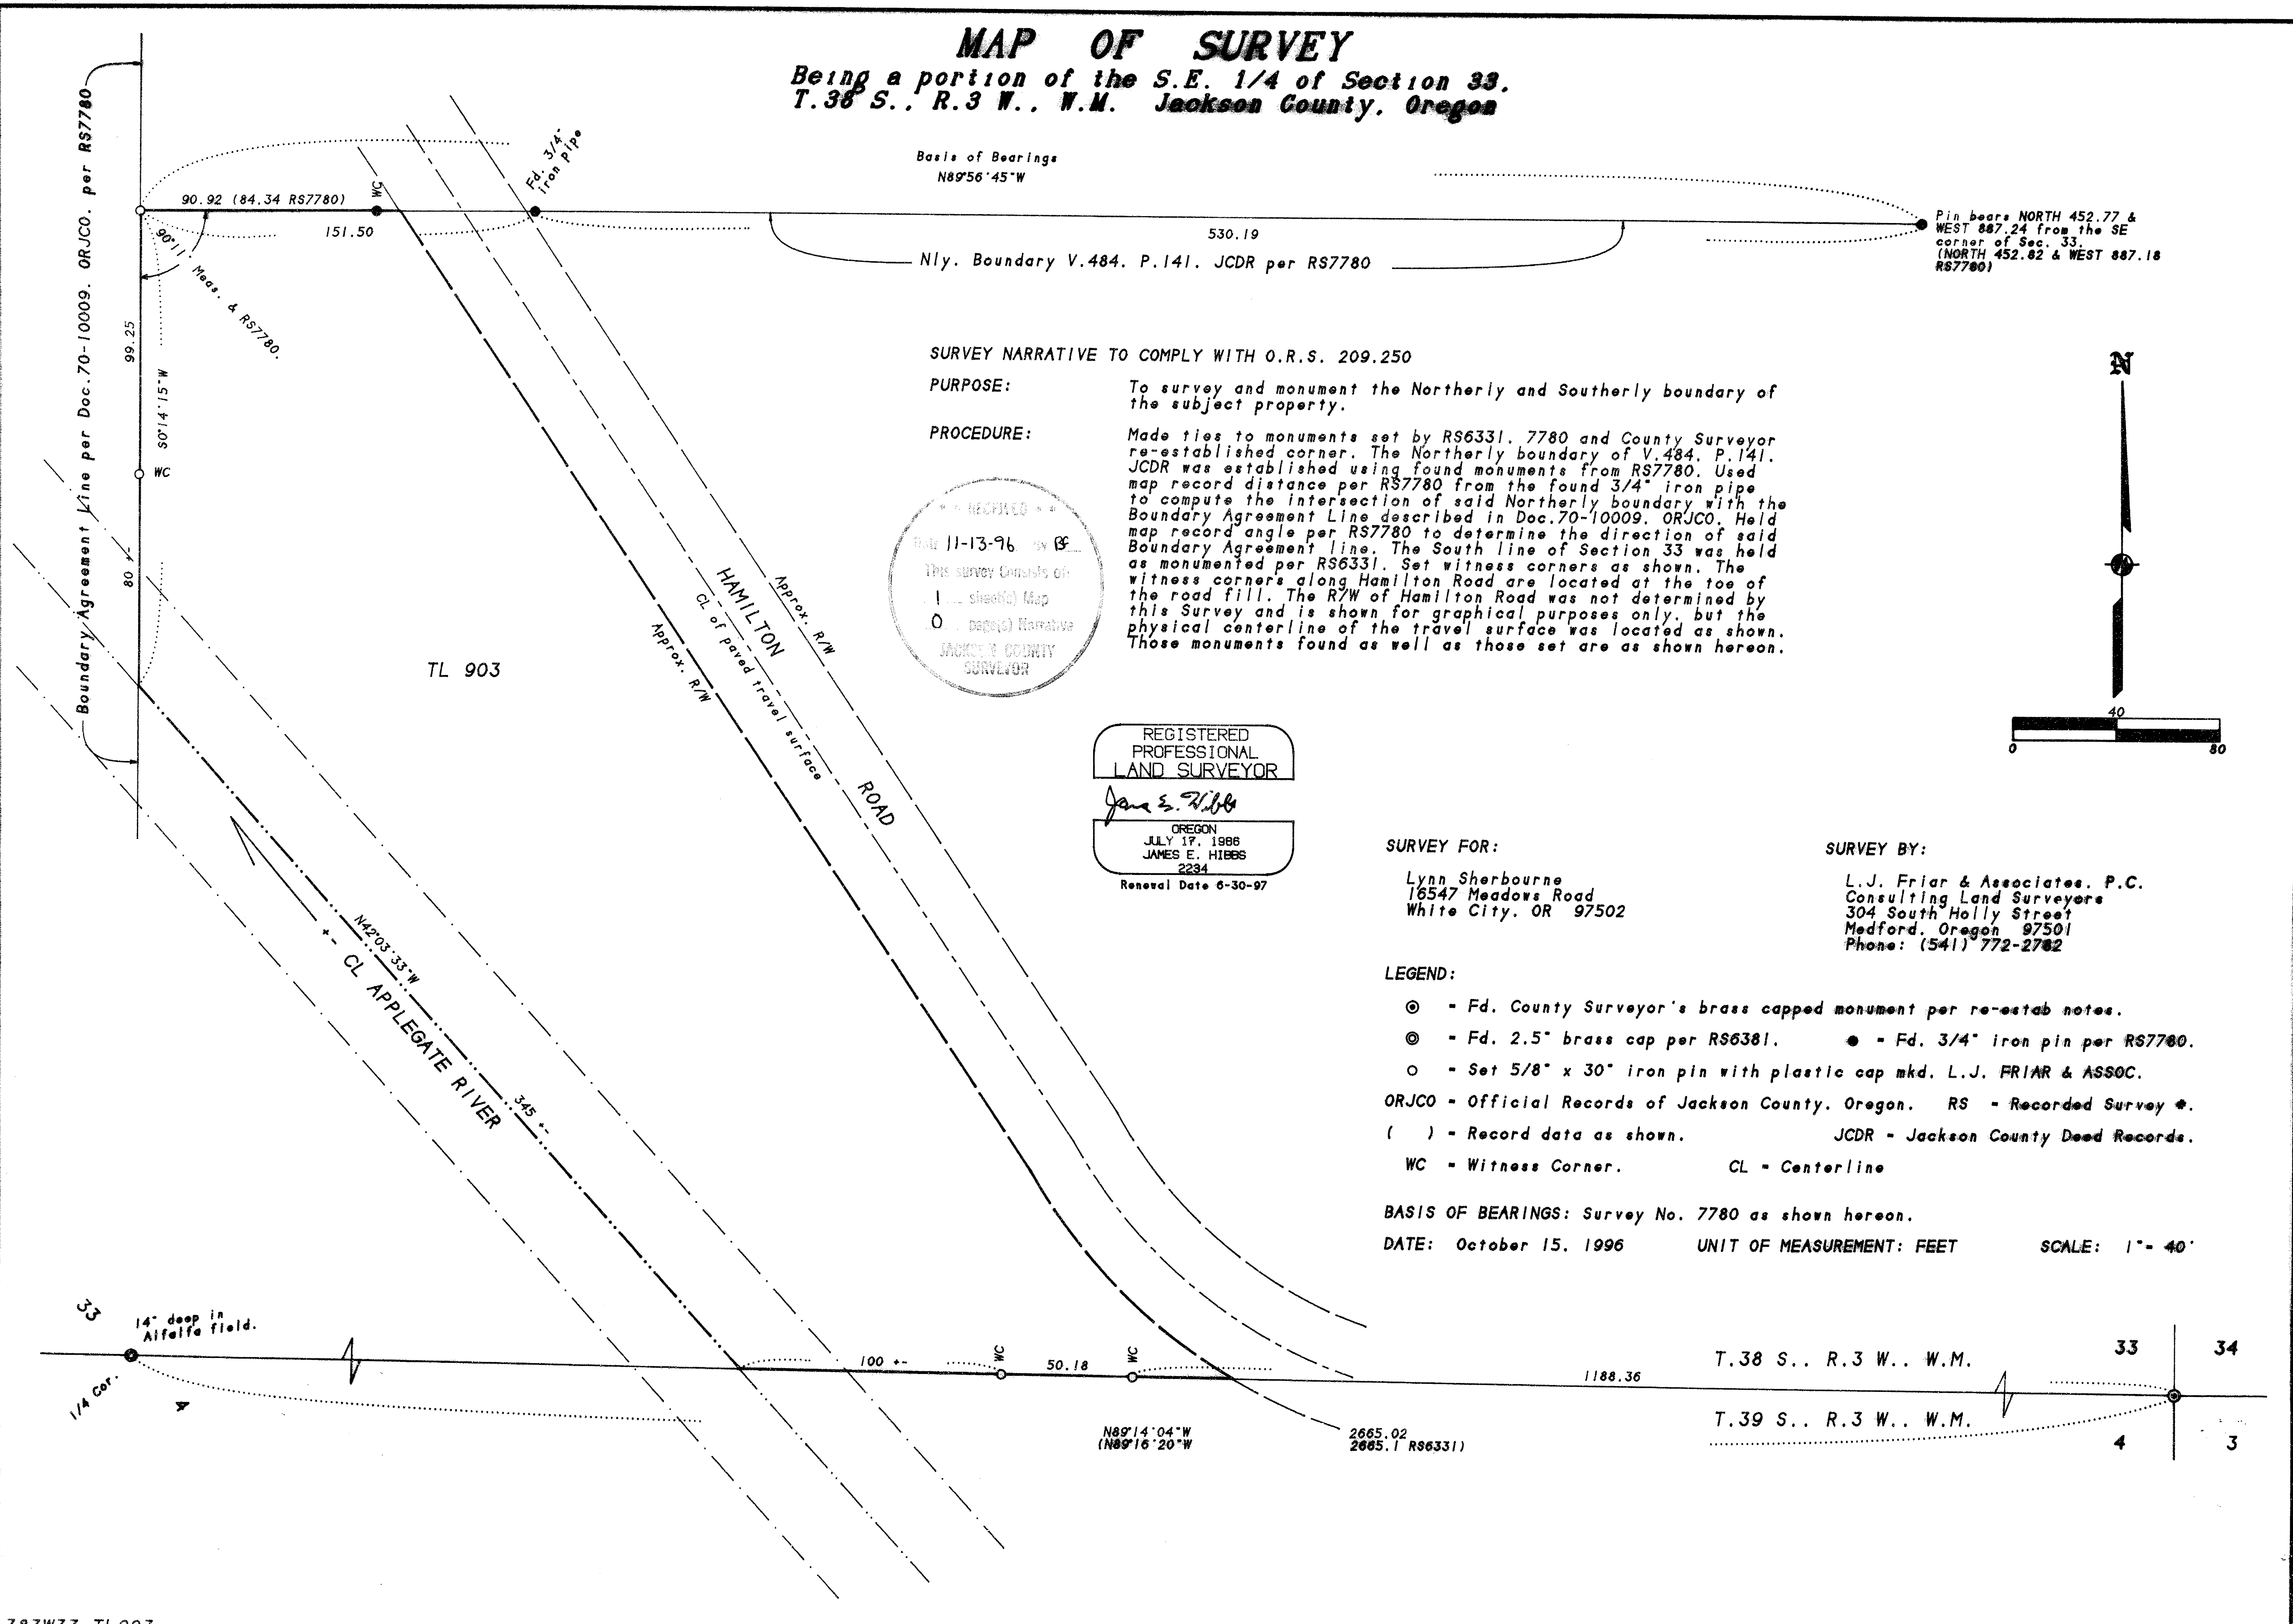 MAP OF SURVEY
Being a portion of the S.E. 1/4 of Section 33.
T.38 S.. R.3 W.. W.M. Jackson County. Oregon
Boundary Agreement Line per Doc.70-10009. ORJCO. per RS7780
90.92 (84.34 RS7780)
WC
Fd. 3/4"
iron pipe
151.50
90°11'
Meas. & RS7780.
99.25
S0°14'15"W
WC
80 +-
Basis of Bearings
N89°56'45"W
530.19
Nly. Boundary V.484. P.141. JCDR per RS7780
Pin bears NORTH 452.77 &
WEST 887.24 from the SE
corner of Sec. 33.
(NORTH 452.82 & WEST 887.18
RS7780)
SURVEY NARRATIVE TO COMPLY WITH O.R.S. 209.250
PURPOSE: To survey and monument the Northerly and Southerly boundary of
the subject property.
PROCEDURE: Made ties to monuments set by RS6331. 7780 and County Surveyor
re-established corner. The Northerly boundary of V.484. P.141.
JCDR was established using found monuments from RS7780. Used
map record distance per RS7780 from the found 3/4" iron pipe
to compute the intersection of said Northerly boundary with the
Boundary Agreement Line described in Doc.70-10009. ORJCO. Held
map record angle per RS7780 to determine the direction of said
Boundary Agreement line. The South line of Section 33 was held
as monumented per RS6331. Set witness corners as shown. The
witness corners along Hamilton Road are located at the toe of
the road fill. The R/W of Hamilton Road was not determined by
this Survey and is shown for graphical purposes only. but the
physical centerline of the travel surface was located as shown.
Those monuments found as well as those set are as shown hereon.
RECEIVED
11-13-96 By BF
This survey Consists of:
1 sheet(s) Map
0 page(s) Narrative
JACKSON COUNTY
SURVEYOR
N
40
0 80
TL 903
HAMILTON
ROAD
CL of paved travel surface
Approx. R/W
Approx. R/W
REGISTERED
PROFESSIONAL
LAND SURVEYOR
OREGON
JULY 17, 1986
JAMES E. HIBBS
2234
Renewal Date 6-30-97
SURVEY FOR:
Lynn Sherbourne
16547 Meadows Road
White City. OR 97502
SURVEY BY:
L.J. Friar & Associates. P.C.
Consulting Land Surveyors
304 South Holly Street
Medford. Oregon 97501
Phone: (541) 772-2782
LEGEND:
- Fd. County Surveyor's brass capped monument per re-estab notes.
- Fd. 2.5" brass cap per RS6381. ● - Fd. 3/4" iron pin per RS7780.
○ - Set 5/8" x 30" iron pin with plastic cap mkd. L.J. FRIAR & ASSOC.
ORJCO - Official Records of Jackson County. Oregon. RS - Recorded Survey #.
( ) - Record data as shown. JCDR - Jackson County Deed Records.
WC - Witness Corner. CL - Centerline
BASIS OF BEARINGS: Survey No. 7780 as shown hereon.
DATE: October 15. 1996 UNIT OF MEASUREMENT: FEET SCALE: 1"- 40'
N42°03'33"W
+- CL APPLEGATE RIVER
345 +-
33
14" deep in
Alfalfa field.
1/4 Cor.
4
100 +-
WC
50.18
WC
1188.36
N89°14'04"W
(N89°16'20"W
2665.02
2665.1 RS6331)
T.38 S.. R.3 W.. W.M.
T.39 S.. R.3 W.. W.M.
33 34
4 3